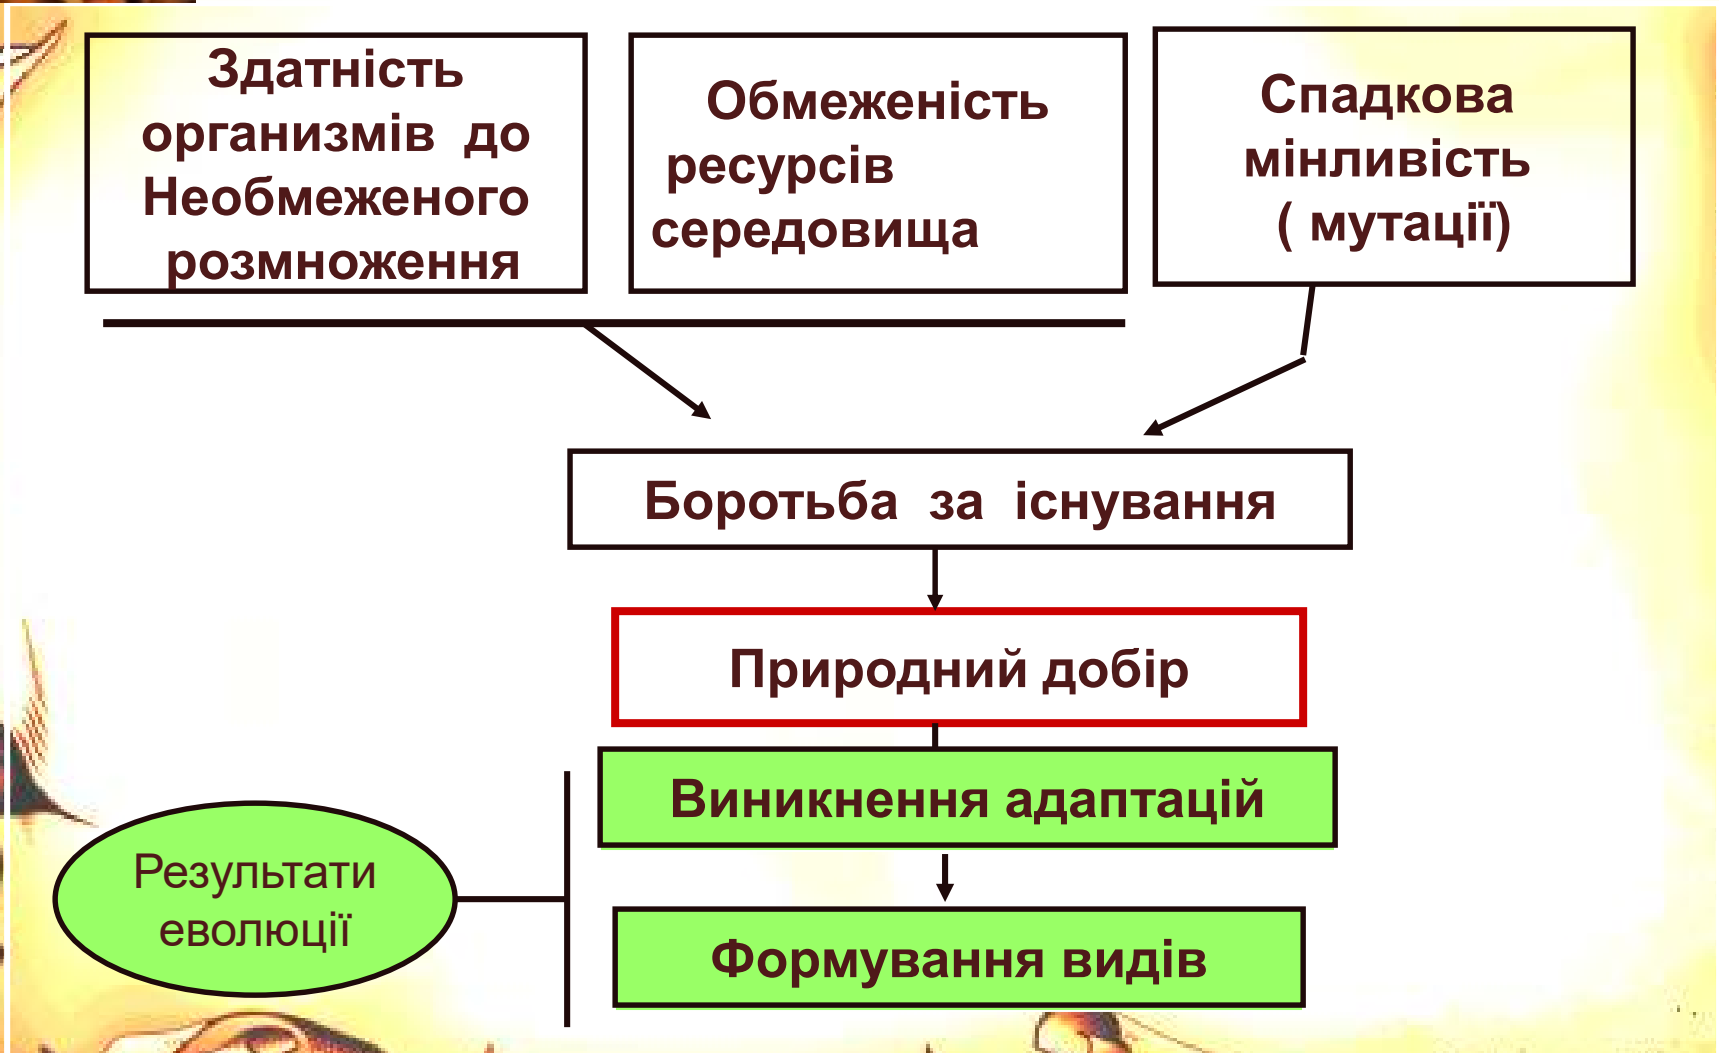 Здатність
організмів до
Необмеженого
розмноження
Обмеженість
ресурсів
середовища
Спадкова
мінливість
( мутації)
Боротьба за існування
Природний добір
Виникнення адаптацій
Результати
еволюції
Формування видів